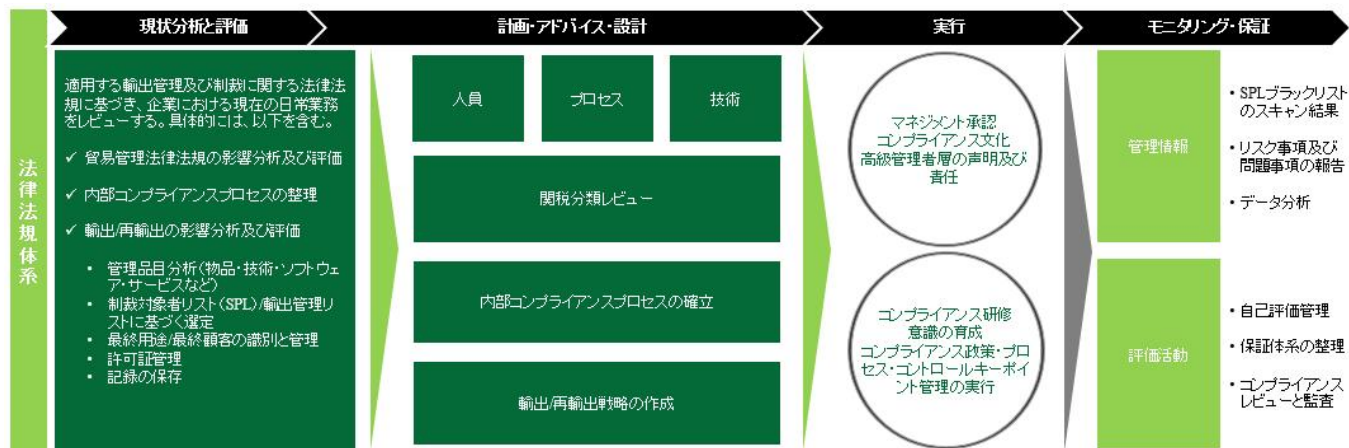 現状分析と評価
計画・アドバイス・設計
実行
モニタリング・保証
法律法規体系
適用する輸出管理及び制裁に関する法律法
規に基づき、企業における現在の日常業務
をレビューする。具体的には、以下を含む。
✓ 貿易管理法律法規の影響分析及び評価
✓ 内部コンプライアンスプロセスの整理
✓ 輸出/再輸出の影響分析及び評価
• 管理品目分析(物品・技術・ソフトウェ
ア・サービスなど)
• 制裁対象者リスト(SPL)/輸出管理リ
ストに基づく選定
• 最終用途/最終顧客の識別と管理
• 許可証管理
• 記録の保存
人員
プロセス
技術
関税分類レビュー
内部コンプライアンスプロセスの確立
輸出/再輸出戦略の作成
マネジメント承認
コンプライアンス文化
高級管理者層の声明及び
責任
コンプライアンス研修
意識の育成
コンプライアンス政策・プロ
セス・コントロールキーポイ
ント管理の実行
管理情報
・SPLブラックリスト
のスキャン結果
・リスク事項及び
問題事項の報告
・データ分析
評価活動
・自己評価管理
・保証体系の整理
・コンプライアンス
レビューと監査